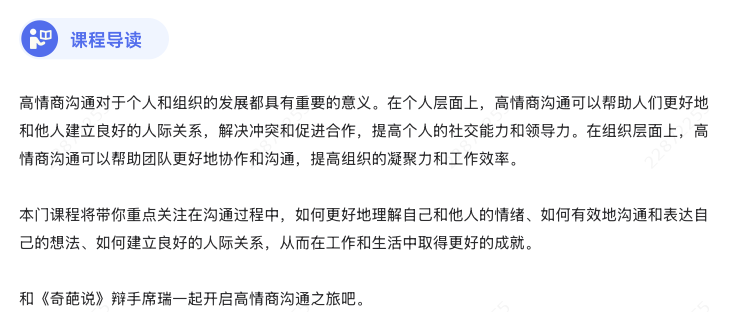 课程导读
高情商沟通对于个人和组织的发展都具有重要的意义。在个人层面上，高情商沟通可以帮助人们更好地
和他人建立良好的人际关系，解决冲突和促进合作，提高个人的社交能力和领导力。在组织层面上，高
情商沟通可以帮助团队更好地协作和沟通，提高组织的凝聚力和工作效率。
本门课程将带你重点关注在沟通过程中，如何更好地理解自己和他人的情绪、如何有效地沟通和表达自
己的想法、如何建立良好的人际关系，从而在工作和生活中取得更好的成就。
和《奇葩说》辩手席瑞一起开启高情商沟通之旅吧。